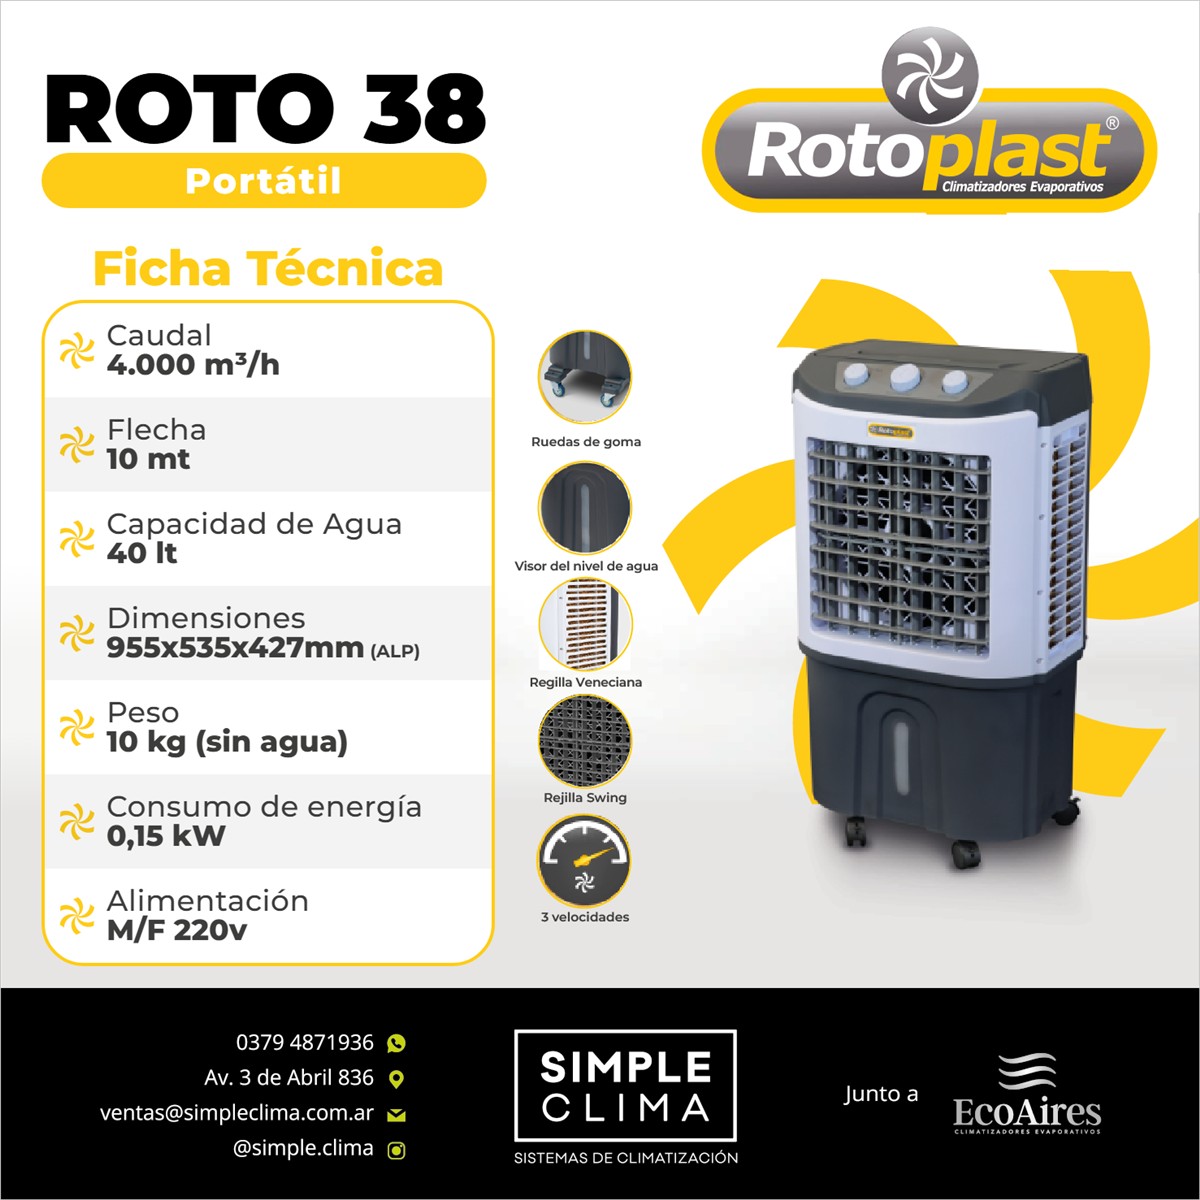 ROTO 38
Portátil
Rotoplast®
Climatizadores Evaporativos
Ficha Técnica
Caudal
4.000 m³/h
Flecha
10 mt
Capacidad de Agua
40 lt
Dimensiones
955x535x427mm (ALP)
Peso
10 kg (sin agua)
Consumo de energía
0,15 kW
Alimentación
M/F 220v
Ruedas de goma
Visor del nivel de agua
Regilla Veneciana
Rejilla Swing
3 velocidades
Rotoplast
0379 4871936
Av. 3 de Abril 836
ventas@simpleclima.com.ar
@simple.clima
SIMPLE
CLIMA
SISTEMAS DE CLIMATIZACIÓN
Junto a
EcoAires
CLIMATIZADORES EVAPORATIVOS